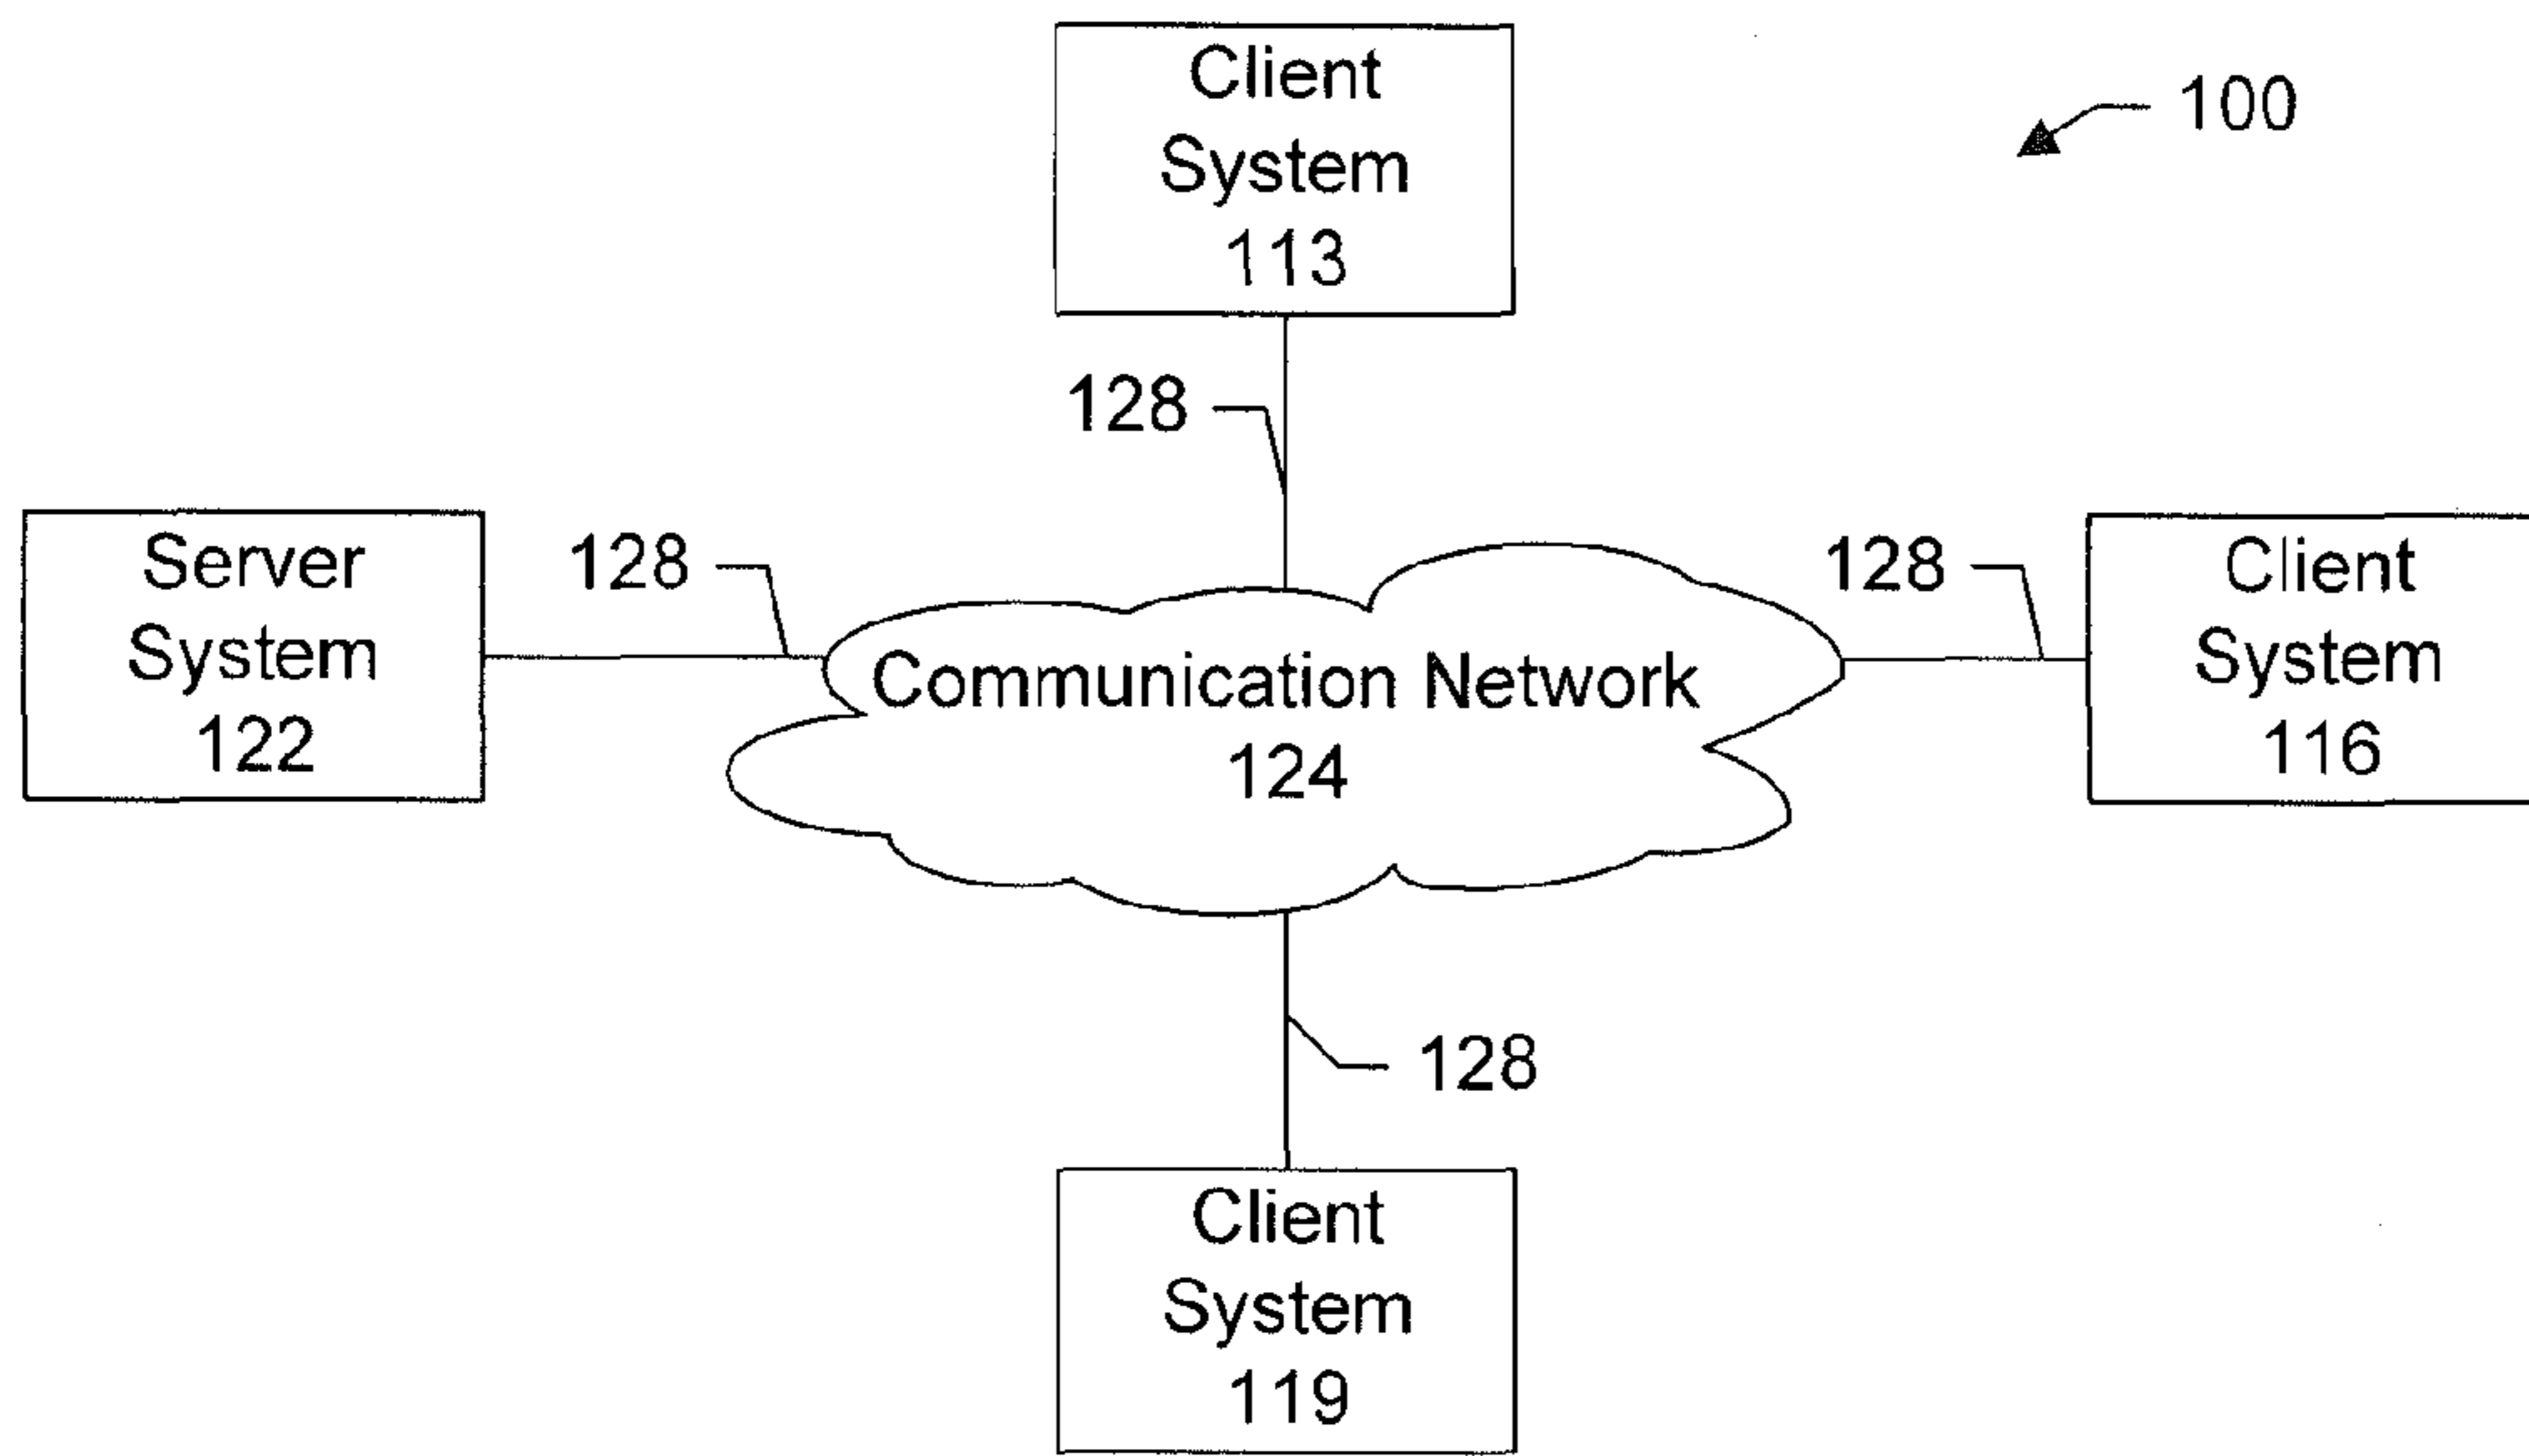 Client
System
113
100
128
Server
System
122
128
Communication Network
124
128
Client
System
116
128
Client
System
119